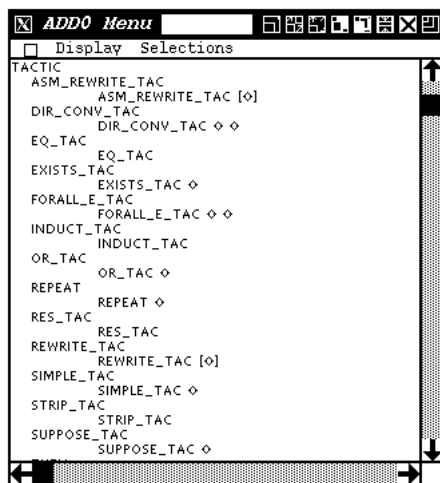 ADD0 Menu
Display Selections
TACTIC
ASM_REWRITE_TAC
ASM_REWRITE_TAC [◇]
DIR_CONV_TAC
DIR_CONV_TAC ◇ ◇
EQ_TAC
EQ_TAC
EXISTS_TAC
EXISTS_TAC ◇
FORALL_E_TAC
FORALL_E_TAC ◇ ◇
INDUCT_TAC
INDUCT_TAC
OR_TAC
OR_TAC ◇
REPEAT
REPEAT ◇
RES_TAC
RES_TAC
REWRITE_TAC
REWRITE_TAC [◇]
SIMPLE_TAC
SIMPLE_TAC ◇
STRIP_TAC
STRIP_TAC
SUPPOSE_TAC
SUPPOSE_TAC ◇